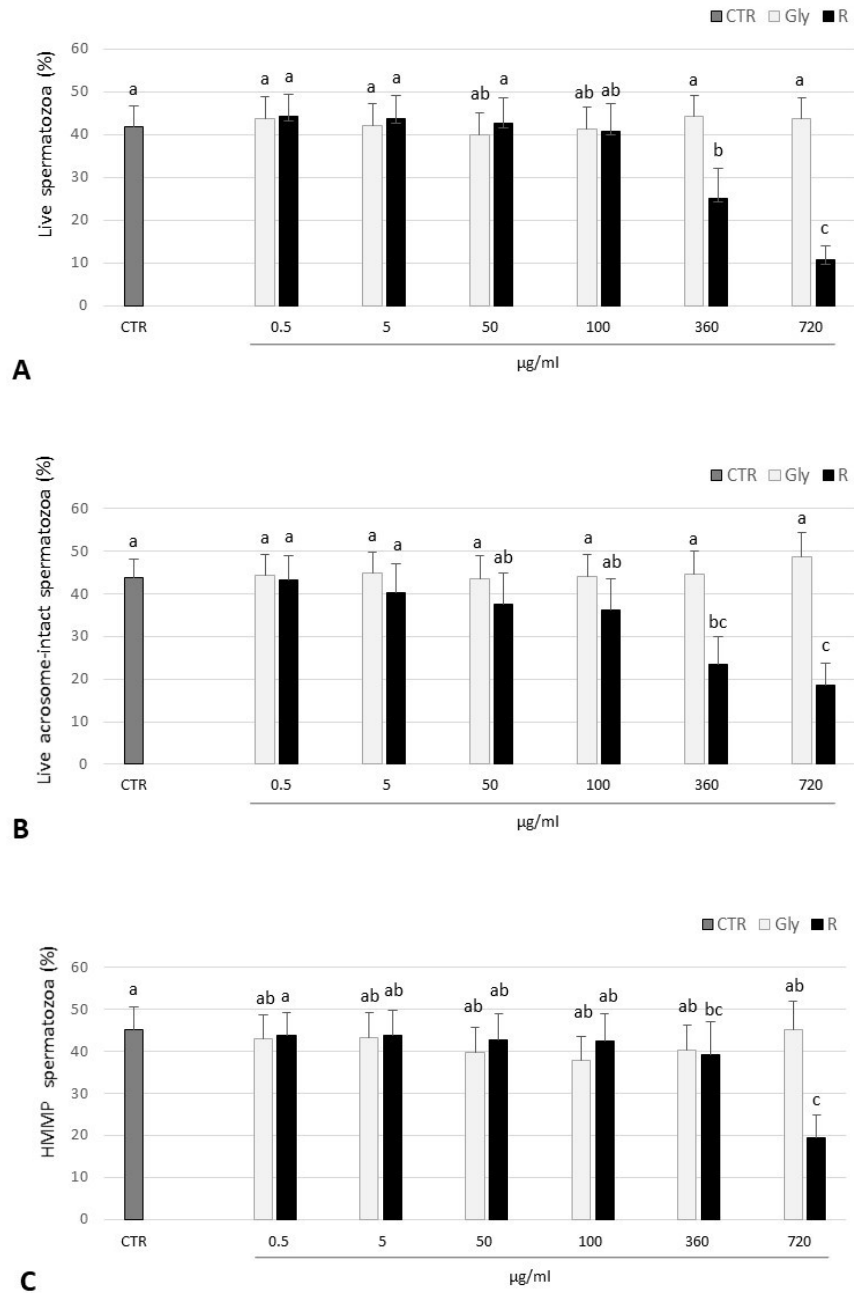 CTR Gly R
Live spermatozoa (%)
60
50
40
30
20
10
0
a a a a a ab a ab ab a b a c
CTR 0.5 5 50 100 360 720
µg/ml
A
CTR Gly R
Live acrosome-intact spermatozoa (%)
60
50
40
30
20
10
0
a a a a a a ab a ab a bc a c
CTR 0.5 5 50 100 360 720
µg/ml
B
CTR Gly R
HMMP spermatozoa (%)
60
50
40
30
20
10
0
a ab a ab ab ab ab ab ab ab bc ab c
CTR 0.5 5 50 100 360 720
µg/ml
C